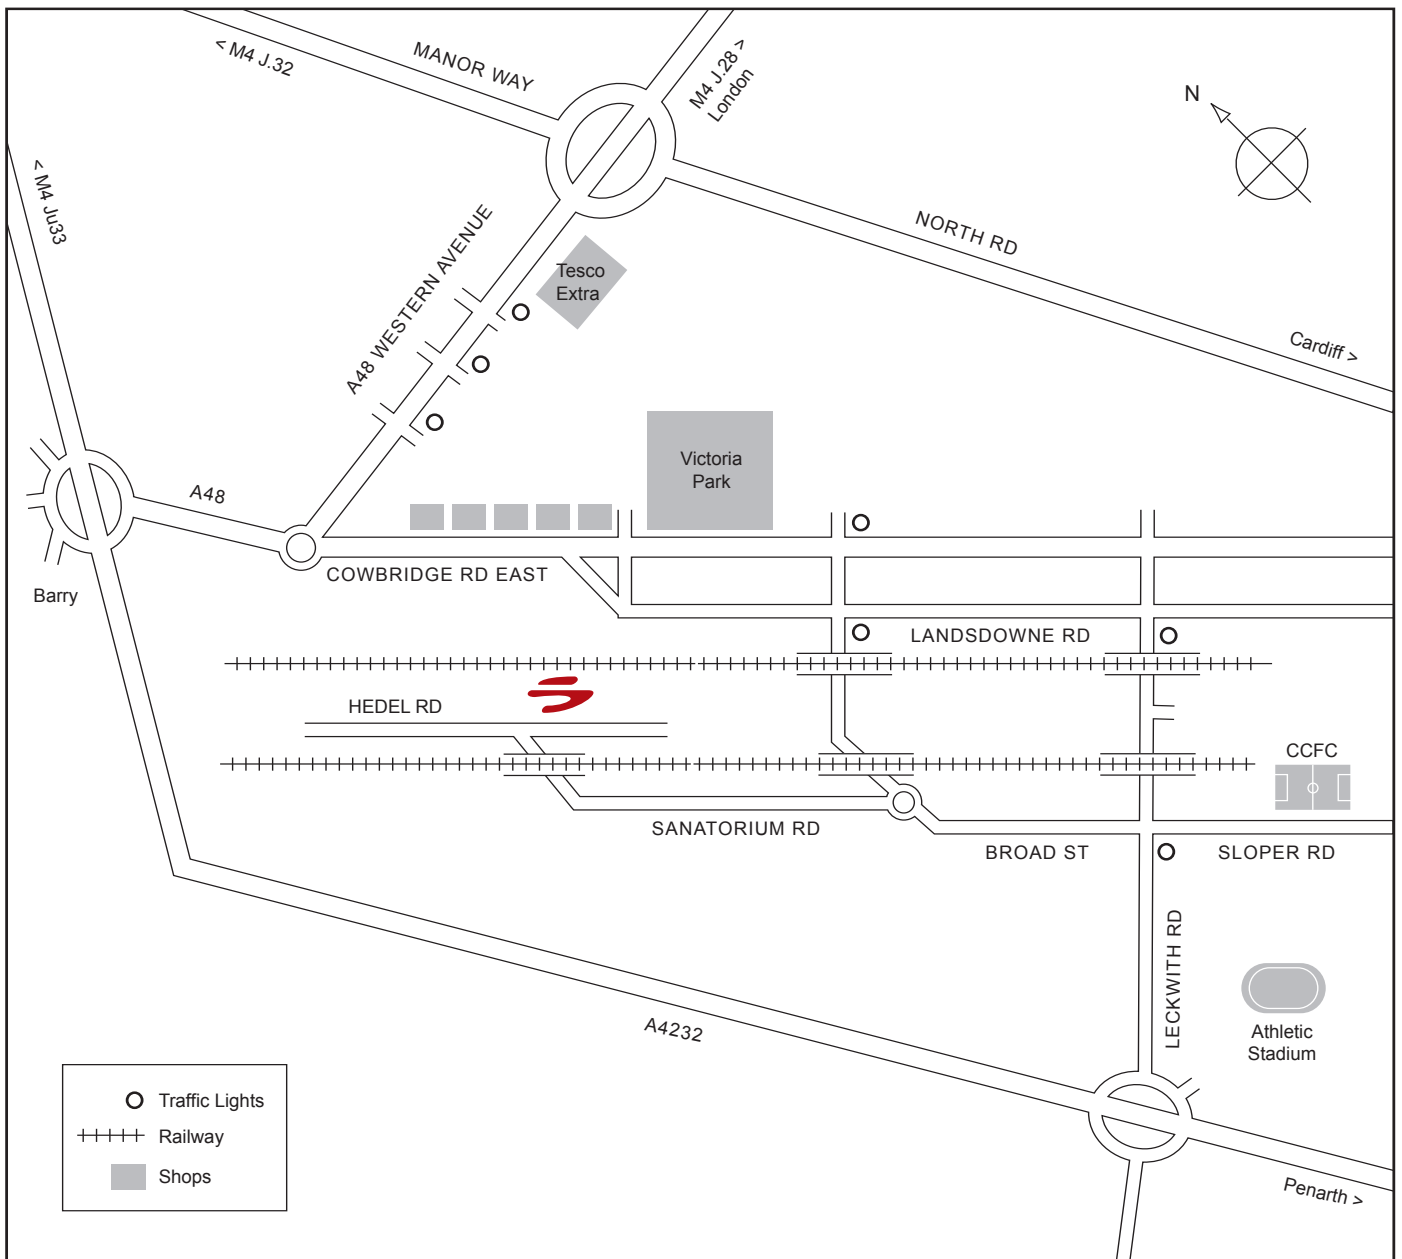 < M4 J.32
MANOR WAY
M4 J.28 >
London
N
< M4 Ju33
NORTH RD
A48 WESTERN AVENUE
Tesco
Extra
Cardiff >
Victoria
Park
A48
COWBRIDGE RD EAST
Barry
LANDSDOWNE RD
HEDEL RD
CCFC
SANATORIUM RD
BROAD ST
SLOPER RD
LECKWITH RD
A4232
Athletic
Stadium
Traffic Lights
Railway
Shops
Penarth >